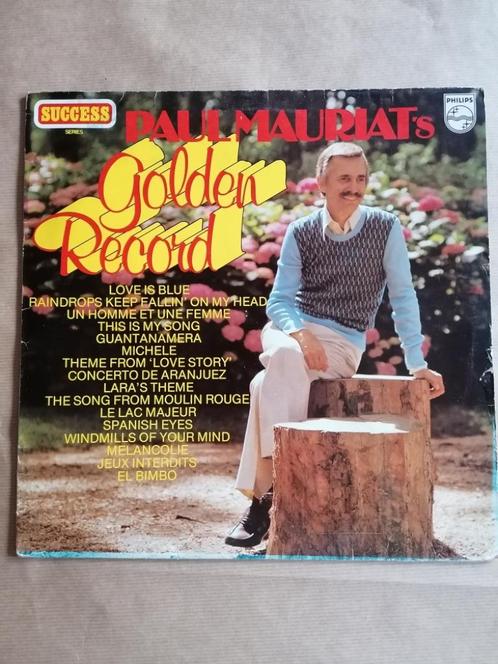 SUCCESS
SERIES
PHILIPS
PAUL MAURIAT's
Golden
Record
LOVE IS BLUE
RAINDROPS KEEP FALLIN' ON MY HEAD
UN HOMME ET UNE FEMME
THIS IS MY SONG
GUANTANAMERA
MICHELE
THEME FROM 'LOVE STORY'
CONCERTO DE ARANJUEZ
LARA'S THEME
THE SONG FROM MOULIN ROUGE
LE LAC MAJEUR
SPANISH EYES
WINDMILLS OF YOUR MIND
MELANCOLIE
JEUX INTERDITS
EL BIMBO